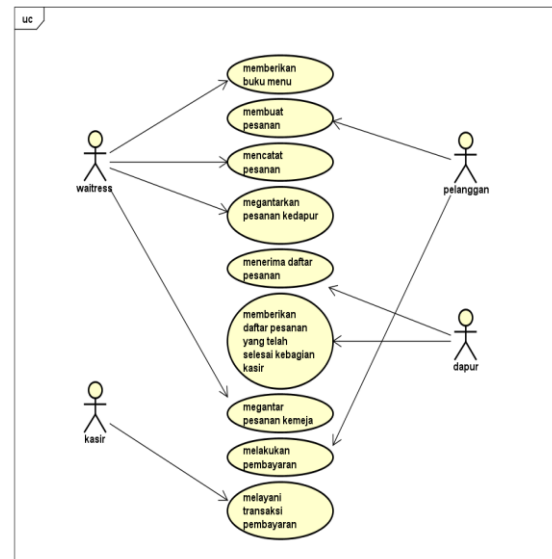 uc
memberikan
buku menu
membuat
pesanan
mencatat
pesanan
waitress
pelanggan
megantarkan
pesanan kedapur
menerima daftar
pesanan
memberikan
daftar pesanan
yang telah
selesai kebagian
kasir
dapur
megantar
pesanan kemeja
kasir
melakukan
pembayaran
melayani
transaksi
pembayaran